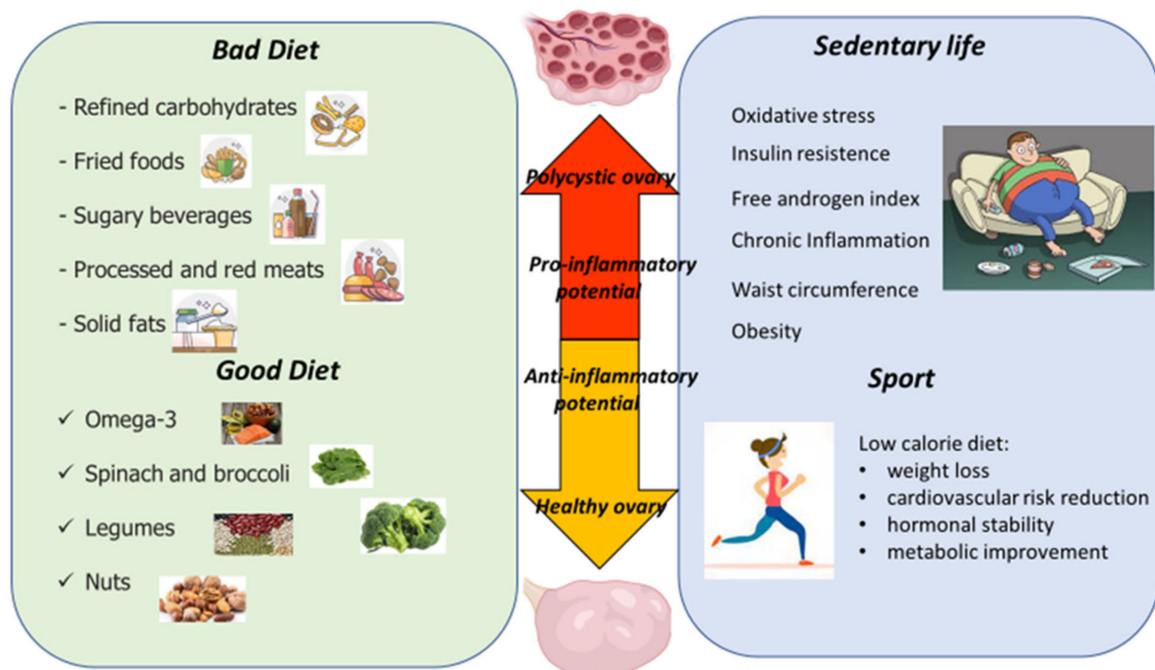 Bad Diet
- Refined carbohydrates
- Fried foods
- Sugary beverages
- Processed and red meats
- Solid fats
Good Diet
✓ Omega-3
✓ Spinach and broccoli
✓ Legumes
✓ Nuts
Polycystic ovary
Pro-inflammatory
potential
Anti-inflammatory
potential
Healthy ovary
Sedentary life
Oxidative stress
Insulin resistence
Free androgen index
Chronic Inflammation
Waist circumference
Obesity
Sport
Low calorie diet:
• weight loss
• cardiovascular risk reduction
• hormonal stability
• metabolic improvement